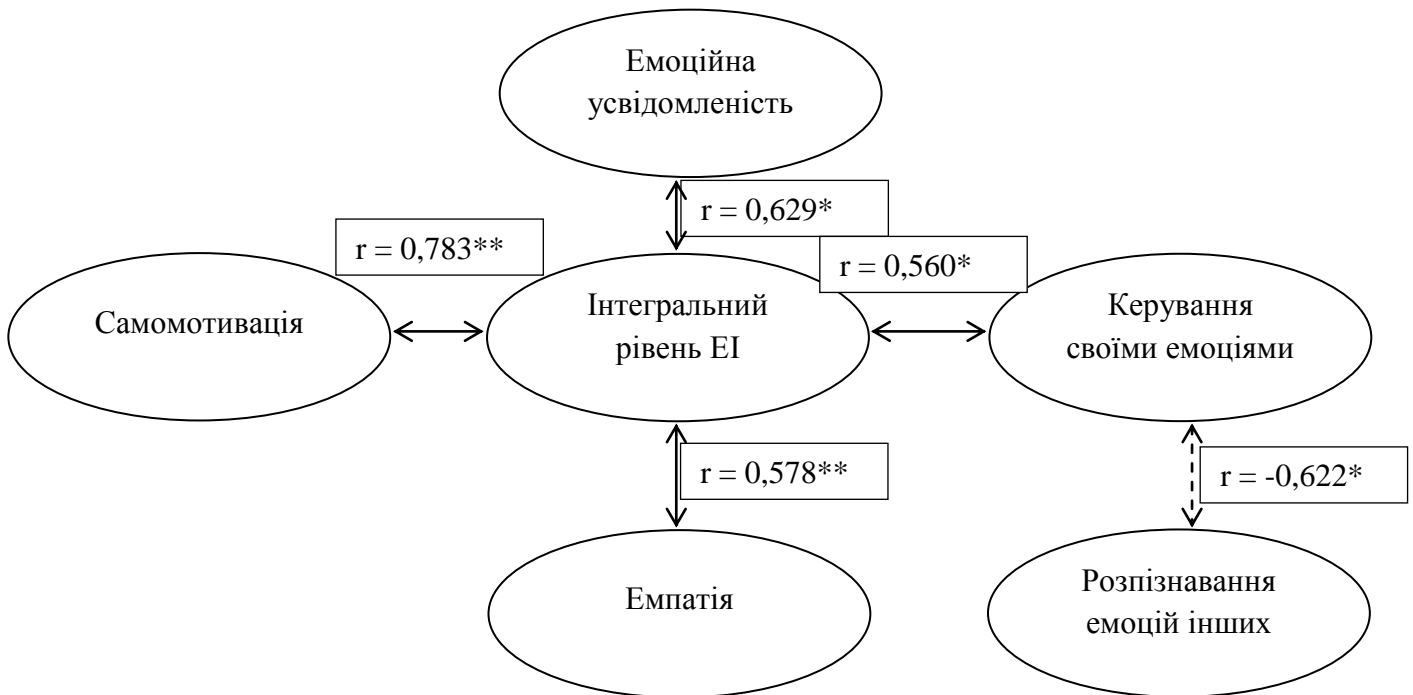 Емоційна
усвідомленість
r = 0,629*
r = 0,783**
r = 0,560*
Самомотивація
Інтегральний
рівень ЕІ
Керування
своїми емоціями
r = 0,578**
r = -0,622*
Емпатія
Розпізнавання
емоцій інших